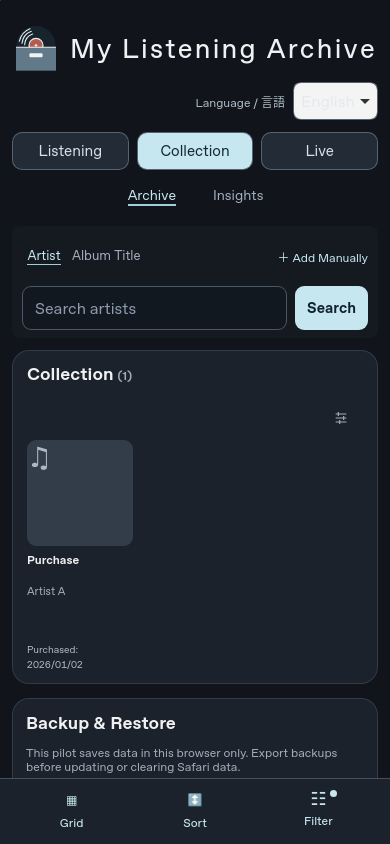 My Listening Archive
Language / 言語 English
Listening Collection Live
Archive Insights
Artist Album Title + Add Manually
Search artists Search
Collection (1)
Purchase
Artist A
Purchased:
2026/01/02
Backup & Restore
This pilot saves data in this browser only. Export backups
before updating or clearing Safari data.
Grid Sort Filter